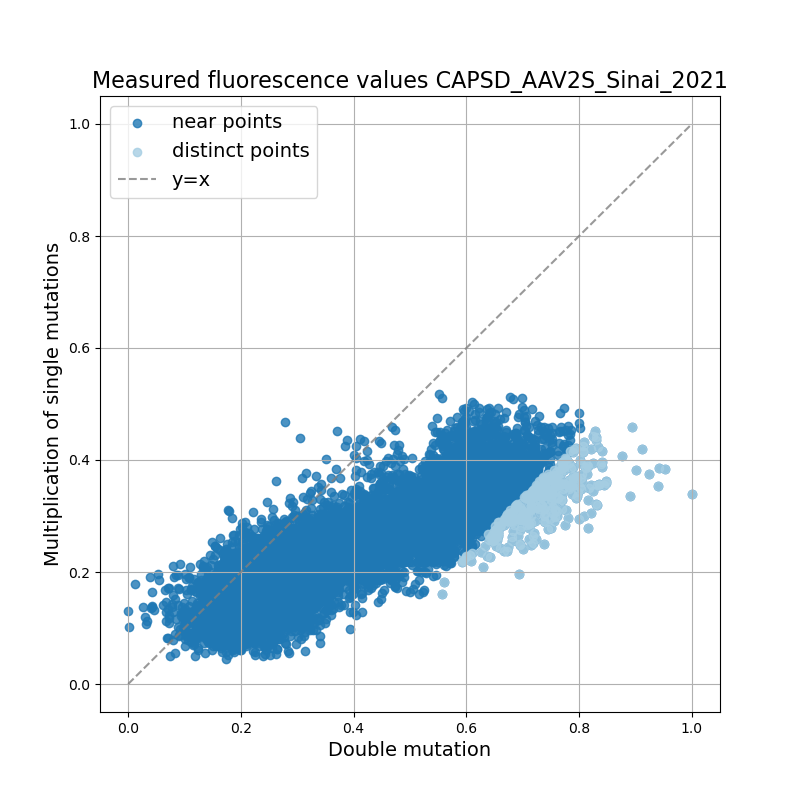 Measured fluorescence values CAPSD_AAV2S_Sinai_2021
near points
distinct points
y=x
Multiplication of single mutations
1.0
0.8
0.6
0.4
0.2
0.0
0.0 0.2 0.4 0.6 0.8 1.0
Double mutation